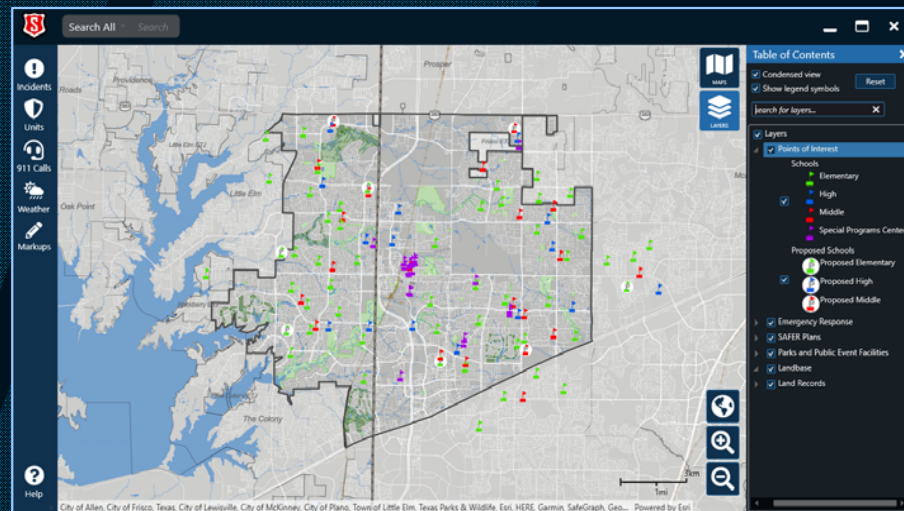 S
Search All
Search
Incidents
Units
911 Calls
Weather
Markups
Help
Prosper
Providence
Roads
Little Elm ETJ
Little Elm
Oak Point
The Colony
MAPS
LAYERS
1km
1mi
City of Allen, City of Frisco, Texas, City of Lewisville, City of McKinney, City of Plano, Town of Little Elm, Texas Parks & Wildlife, Esri, HERE, Garmin, SafeGraph, Geo... Powered by Esri
Table of Contents
Condensed view
Show legend symbols
Reset
search for layers...
Layers
Points of Interest
Schools
Elementary
High
Middle
Special Programs Center
Proposed Schools
Proposed Elementary
Proposed High
Proposed Middle
Emergency Response
SAFER Plans
Parks and Public Event Facilities
Landbase
Land Records